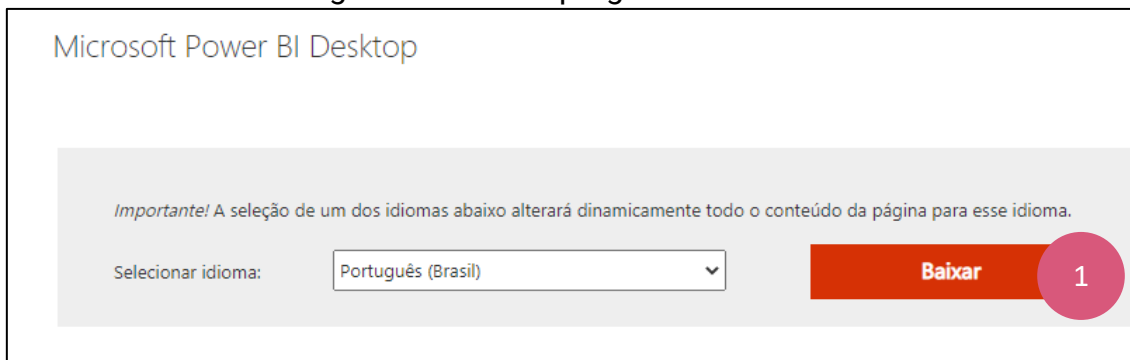 Microsoft Power BI Desktop
Importante! A seleção de um dos idiomas abaixo alterará dinamicamente todo o conteúdo da página para esse idioma.
Selecionar idioma: Português (Brasil) Baixar 1